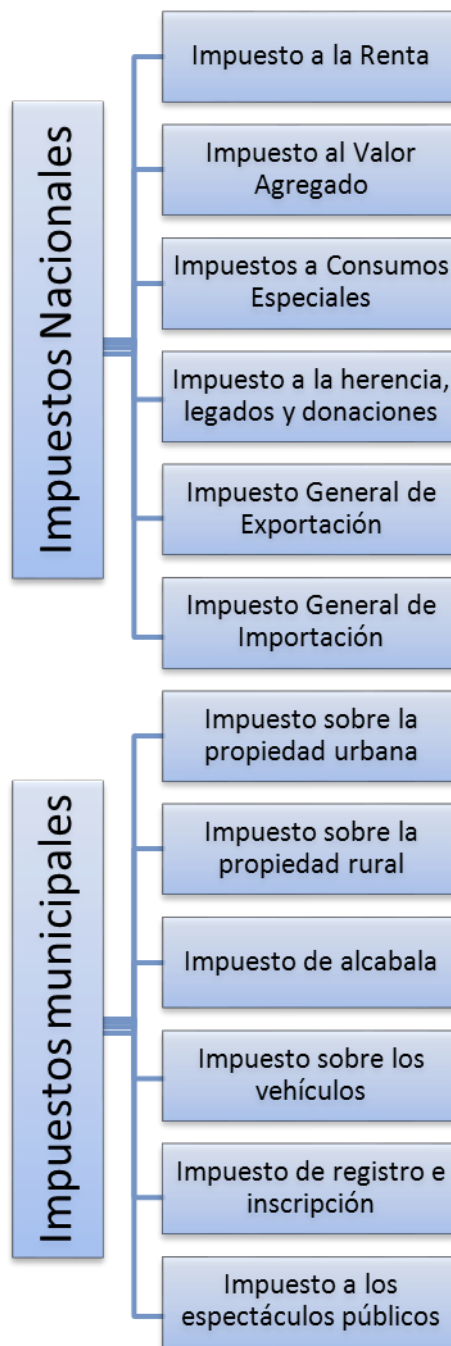 Impuestos Nacionales
Impuesto a la Renta
Impuesto al Valor
Agregado
Impuestos a Consumos
Especiales
Impuesto a la herencia,
legados y donaciones
Impuesto General de
Exportación
Impuesto General de
Importación
Impuestos municipales
Impuesto sobre la
propiedad urbana
Impuesto sobre la
propiedad rural
Impuesto de alcabala
Impuesto sobre los
vehículos
Impuesto de registro e
inscripción
Impuesto a los
espectáculos públicos